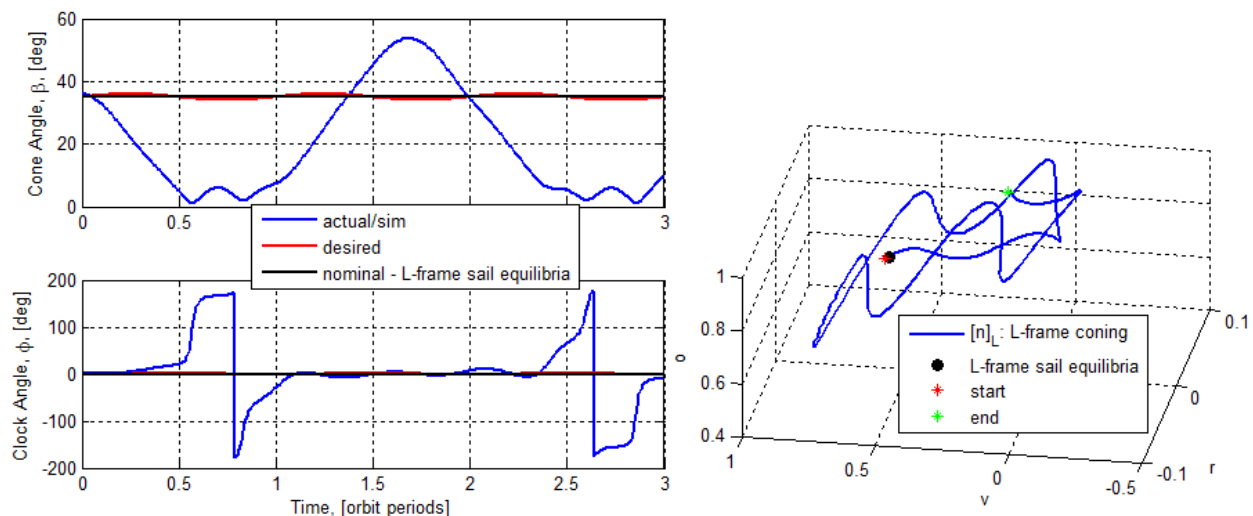 Cone Angle, β, [deg]
60
40
20
0
0
0.5
1
1.5
2
2.5
3
actual/sim
desired
nominal - L-frame sail equilibria
Clock Angle, ϕ, [deg]
200
100
0
-100
-200
0
0.5
1
1.5
2
2.5
3
Time, [orbit periods]
o
1
0.8
0.6
0.4
1
0.5
0
-0.5
v
-0.1
0
0.1
r
[n]_L: L-frame coning
L-frame sail equilibria
start
end